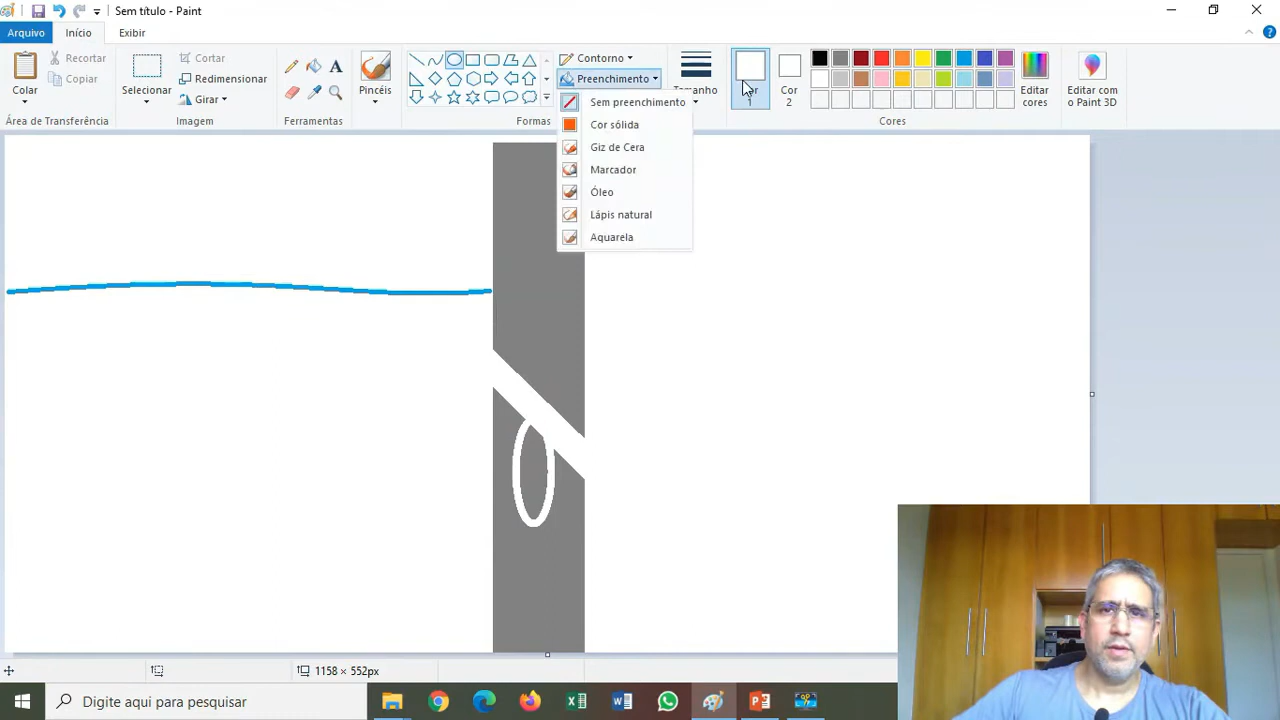 Sem título - Paint
Arquivo
Início
Exibir
Colar
Recortar
Copiar
Área de Transferência
Selecionar
Cortar
Redimensionar
Girar
Imagem
A
Ferramentas
Pincéis
Formas
Contorno
Preenchimento
Sem preenchimento
Cor sólida
Giz de Cera
Marcador
Óleo
Lápis natural
Aquarela
Tamanho
Cor
1
Cor
2
Cores
Editar
cores
Editar com
o Paint 3D
1158 × 552px
Digite aqui para pesquisar